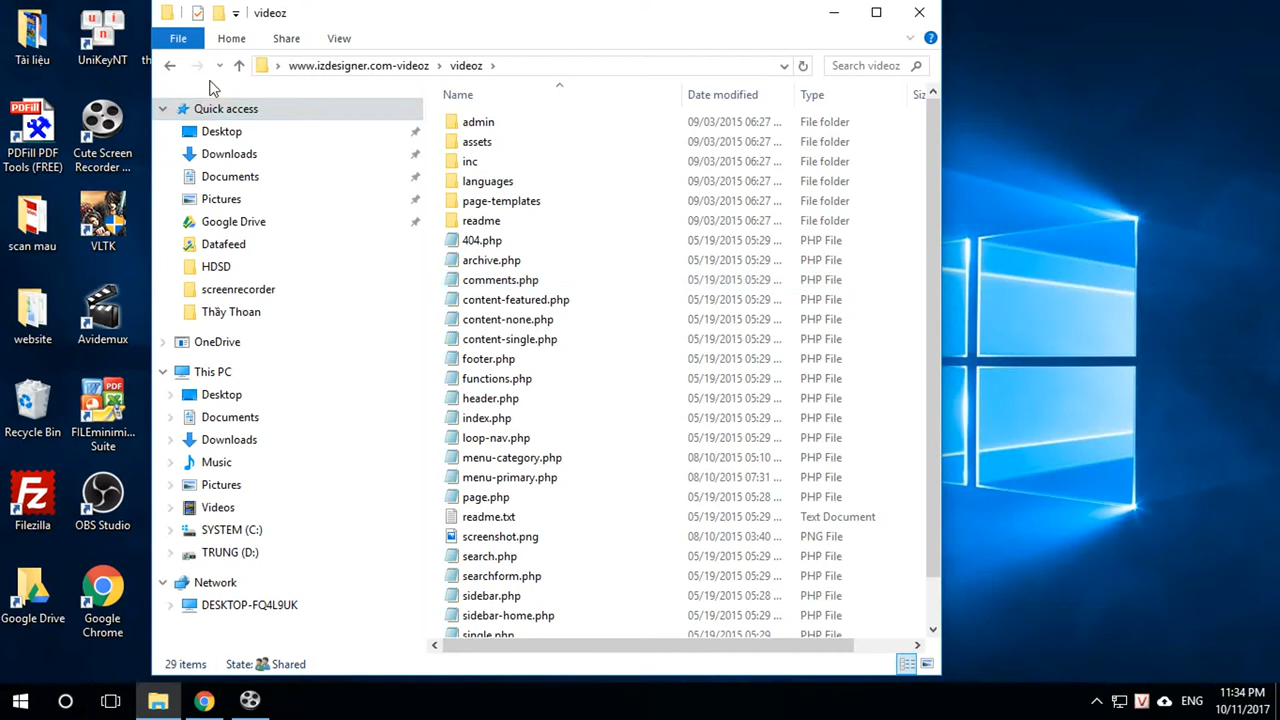 videoz
File Home Share View
www.izdesigner.com-videoz videoz Search videoz
Name Date modified Type Siz
Quick access
Desktop
Downloads
Documents
Pictures
Google Drive
Datafeed
HDSD
screenrecorder
Thầy Thoan
OneDrive
This PC
Desktop
Documents
Downloads
Music
Pictures
Videos
SYSTEM (C:)
TRUNG (D:)
Network
DESKTOP-FQ4L9UK
admin 09/03/2015 06:27 ... File folder
assets 09/03/2015 06:27 ... File folder
inc 09/03/2015 06:27 ... File folder
languages 09/03/2015 06:27 ... File folder
page-templates 09/03/2015 06:27 ... File folder
readme 09/03/2015 06:27 ... File folder
404.php 05/19/2015 05:29 ... PHP File
archive.php 05/19/2015 05:29 ... PHP File
comments.php 05/19/2015 05:29 ... PHP File
content-featured.php 05/19/2015 05:29 ... PHP File
content-none.php 05/19/2015 05:29 ... PHP File
content-single.php 05/19/2015 05:29 ... PHP File
footer.php 05/19/2015 05:29 ... PHP File
functions.php 05/19/2015 05:29 ... PHP File
header.php 05/19/2015 05:29 ... PHP File
index.php 05/19/2015 05:29 ... PHP File
loop-nav.php 05/19/2015 05:29 ... PHP File
menu-category.php 08/10/2015 05:10 ... PHP File
menu-primary.php 08/10/2015 07:31 ... PHP File
page.php 05/19/2015 05:28 ... PHP File
readme.txt 05/19/2015 05:29 ... Text Document
screenshot.png 08/10/2015 03:40 ... PNG File
search.php 05/19/2015 05:29 ... PHP File
searchform.php 05/19/2015 05:29 ... PHP File
sidebar.php 05/19/2015 05:28 ... PHP File
sidebar-home.php 05/19/2015 05:29 ... PHP File
single.php 05/19/2015 05:29 ... PHP File
29 items State: Shared
Tài liệu
UniKeyNT
th
PDFill PDF
Tools (FREE)
Cute Screen
Recorder ...
scan mau
VLTK
website
Avidemux
Recycle Bin
FILEminimi...
Suite
Filezilla
OBS Studio
Google Drive
Google
Chrome
ENG
11:34 PM
10/11/2017